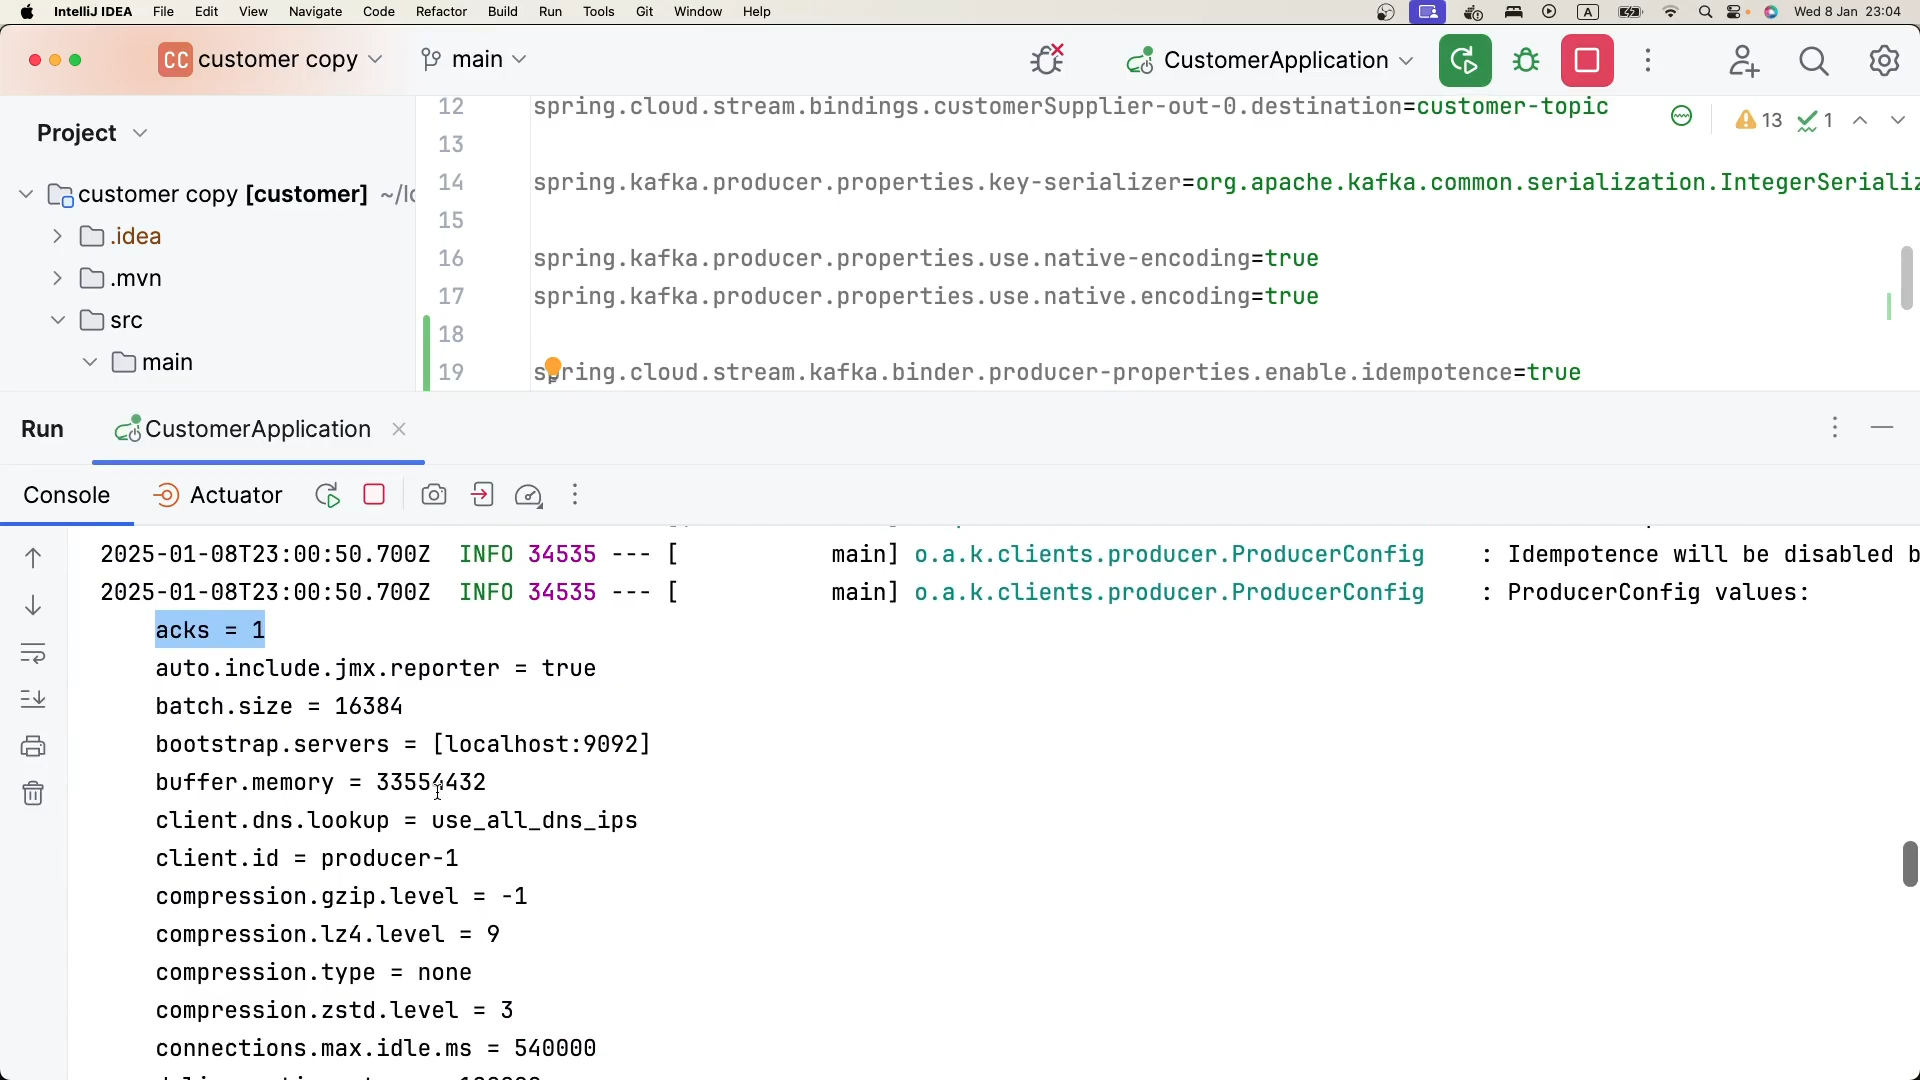 IntelliJ IDEA File Edit View Navigate Code Refactor Build Run Tools Git Window Help A Wed 8 Jan 23:04
CC customer copy main CustomerApplication
Project
customer copy [customer]
.idea
.mvn
src
main
12 spring.cloud.stream.bindings.customerSupplier-out-0.destination=customer-topic
13 1
13
14 spring.kafka.producer.properties.key-serializer=org.apache.kafka.common.serialization.IntegerSerializ
15
16 spring.kafka.producer.properties.use.native-encoding=true
17 spring.kafka.producer.properties.use.native.encoding=true
18
19 spring.cloud.stream.kafka.binder.producer-properties.enable.idempotence=true
Run CustomerApplication
Console Actuator
2025-01-08T23:00:50.700Z INFO 34535 --- [ main] o.a.k.clients.producer.ProducerConfig : Idempotence will be disabled b
2025-01-08T23:00:50.700Z INFO 34535 --- [ main] o.a.k.clients.producer.ProducerConfig : ProducerConfig values:
acks = 1
auto.include.jmx.reporter = true
batch.size = 16384
bootstrap.servers = [localhost:9092]
buffer.memory = 33554432
client.dns.lookup = use_all_dns_ips
client.id = producer-1
compression.gzip.level = -1
compression.lz4.level = 9
compression.type = none
compression.zstd.level = 3
connections.max.idle.ms = 540000